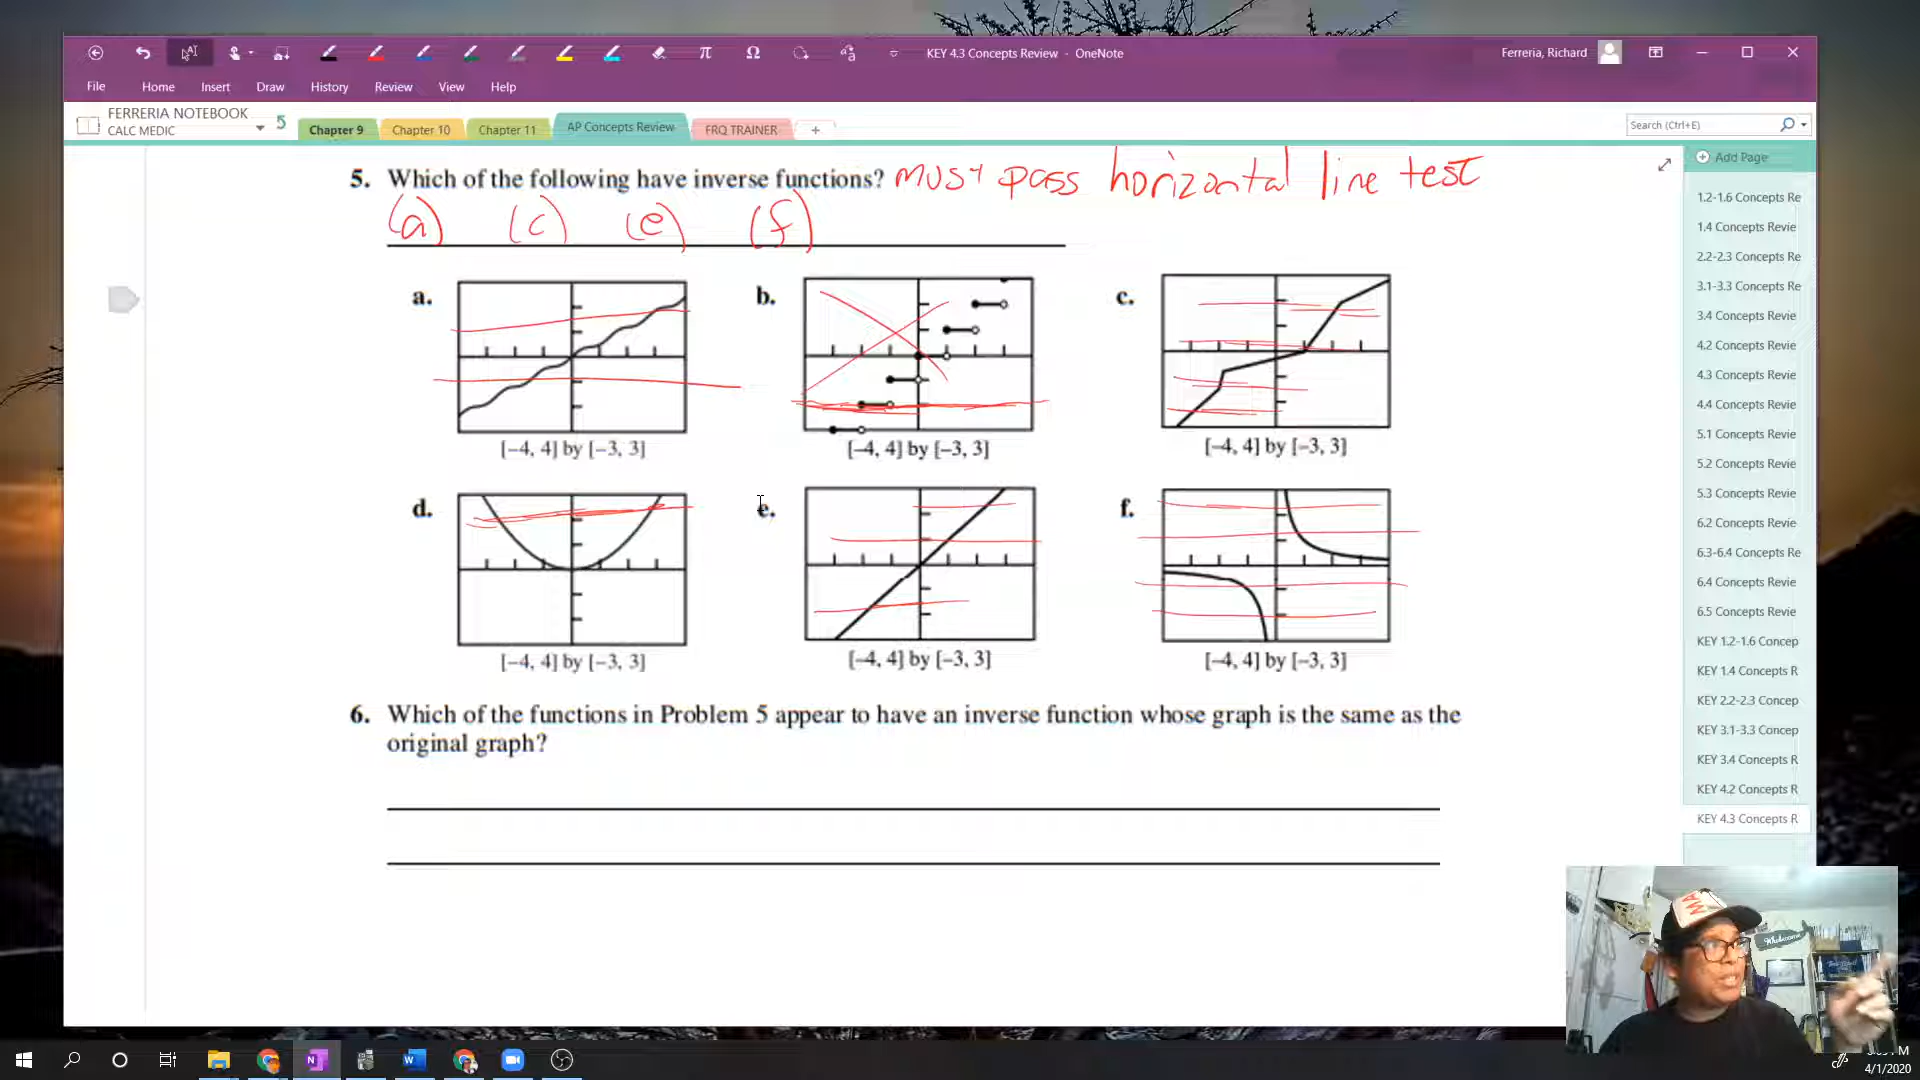 KEY 4.3 Concepts Review - OneNote
Ferreria, Richard
File Home Insert Draw History Review View Help
FERRERIA NOTEBOOK
CALC MEDIC
5
Chapter 9 Chapter 10 Chapter 11 AP Concepts Review FRQ TRAINER +
Search (Ctrl+E)
Add Page
5. Which of the following have inverse functions? must pass horizontal line test
(a) (c) (e) (f)
a. b. c.
[-4, 4] by [-3, 3] [-4, 4] by [-3, 3] [-4, 4] by [-3, 3]
d. e. f.
[-4, 4] by [-3, 3] [-4, 4] by [-3, 3] [-4, 4] by [-3, 3]
6. Which of the functions in Problem 5 appear to have an inverse function whose graph is the same as the
original graph?
1.2-1.6 Concepts Re
1.4 Concepts Revie
2.2-2.3 Concepts Re
3.1-3.3 Concepts Re
3.4 Concepts Revie
4.2 Concepts Revie
4.3 Concepts Revie
4.4 Concepts Revie
5.1 Concepts Revie
5.2 Concepts Revie
5.3 Concepts Revie
6.2 Concepts Revie
6.3-6.4 Concepts Re
6.4 Concepts Revie
6.5 Concepts Revie
KEY 1.2-1.6 Concep
KEY 1.4 Concepts R
KEY 2.2-2.3 Concep
KEY 3.1-3.3 Concep
KEY 3.4 Concepts R
KEY 4.2 Concepts R
KEY 4.3 Concepts R
MA
4/1/2020